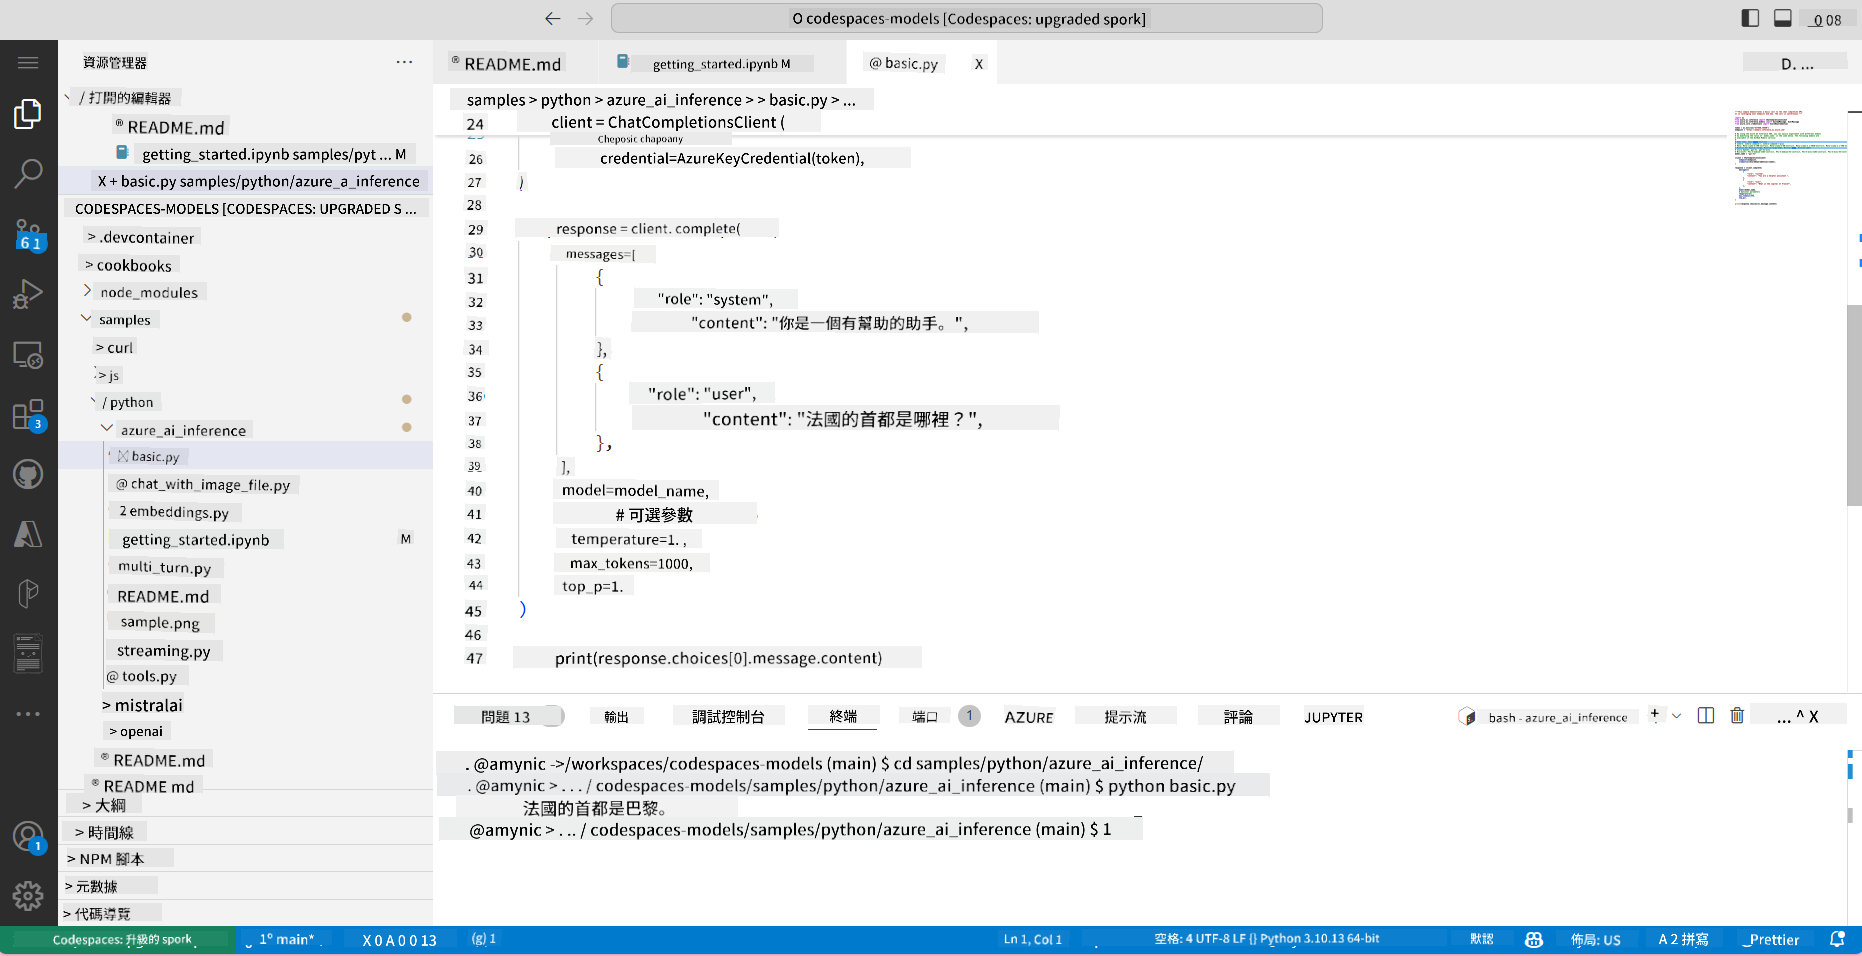 O codespaces-models [Codespaces: upgraded spork]
0 08
資源管理器
...
/ 打開的編輯器
README.md
getting_started.ipynb samples/pyt ... M
X + basic.py samples/python/azure_a_inference
CODESPACES-MODELS [CODESPACES: UPGRADED S ...
> .devcontainer
> cookbooks
> node_modules
samples
> curl
> js
/ python
azure_ai_inference
basic.py
@ chat_with_image_file.py
2 embeddings.py
getting_started.ipynb M
multi_turn.py
README.md
sample.png
streaming.py
@ tools.py
> mistralai
> openai
README.md
README md
> 大綱
> 時間線
> NPM 腳本
> 元數據
> 代碼導覽
61
3
1
README.md
getting_started.ipynb M
@ basic.py X
D. ...
samples > python > azure_ai_inference > > basic.py > ...
24 client = ChatCompletionsClient (
Cheposic chapoany
26 credential=AzureKeyCredential(token),
27 )
28
29 response = client. complete(
30 messages=[
31 {
32 "role": "system",
33 "content": "你是一個有幫助的助手。",
34 },
35 {
36 "role": "user",
37 "content": "法國的首都是哪裡？",
38 },
39 ],
40 model=model_name,
41 # 可選參數
42 temperature=1. ,
43 max_tokens=1000,
44 top_p=1.
45 )
46
47 print(response.choices[0].message.content)
問題 13 輸出 調試控制台 終端 端口 1 AZURE 提示流 評論 JUPYTER
bash - azure_ai_inference + ... ^ X
. @amynic ->/workspaces/codespaces-models (main) $ cd samples/python/azure_ai_inference/
. @amynic > . . . / codespaces-models/samples/python/azure_ai_inference (main) $ python basic.py
法國的首都是巴黎。
@amynic > . .. / codespaces-models/samples/python/azure_ai_inference (main) $ 1
Codespaces: 升級的 spork
1º main*
X 0 A 0 0 13
(g) 1
Ln 1, Col 1
空格: 4 UTF-8 LF {} Python 3.10.13 64-bit
默認
佈局: US
A 2 拼寫
_Prettier